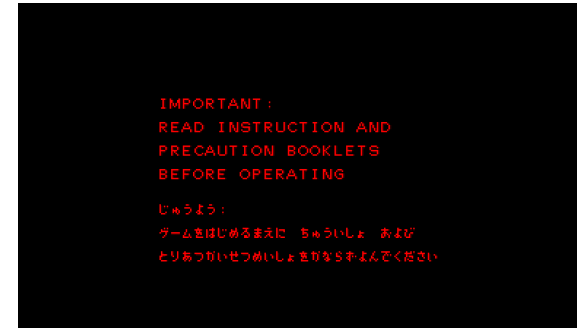 IMPORTANT:
READ INSTRUCTION AND
PRECAUTION BOOKLETS
BEFORE OPERATING
じゅうよう:
ゲームをはじめるまえに ちゅういしょ および
とりあつかいせつめいしょをかならずよんでください